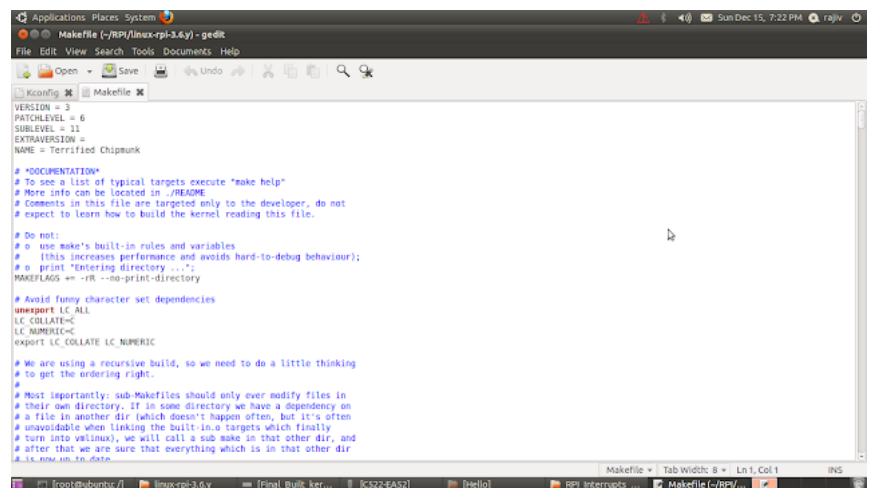 Applications Places System
Sun Dec 15, 7:22 PM rajiv
Makefile (~/RPI/linux-rpi-3.6.y) - gedit
File Edit View Search Tools Documents Help
Open Save Undo
Kconfig Makefile
VERSION = 3
PATCHLEVEL = 6
SUBLEVEL = 11
EXTRAVERSION =
NAME = Terrified Chipmunk
# *DOCUMENTATION*
# To see a list of typical targets execute "make help"
# More info can be located in ./README
# Comments in this file are targeted only to the developer, do not
# expect to learn how to build the kernel reading this file.
# Do not:
# o  use make's built-in rules and variables
#    (this increases performance and avoids hard-to-debug behaviour);
# o  print "Entering directory ...";
MAKEFLAGS += -rR --no-print-directory
# Avoid funny character set dependencies
unexport LC_ALL
LC_COLLATE=C
LC_NUMERIC=C
export LC_COLLATE LC_NUMERIC
# We are using a recursive build, so we need to do a little thinking
# to get the ordering right.
#
# Most importantly: sub-Makefiles should only ever modify files in
# their own directory. If in some directory we have a dependency on
# a file in another dir (which doesn't happen often, but it's often
# unavoidable when linking the built-in.o targets which finally
# turn into vmlinux), we will call a sub make in that other dir, and
# after that we are sure that everything which is in that other dir
# is now up to date.
Makefile Tab Width: 8 Ln 1, Col 1 INS
[root@ubuntu: /] linux-rpi-3.6.y [Final_Built_ker... [CS22-EAS2] [Hello] RPI Interrupts ... Makefile (~/RPI/...